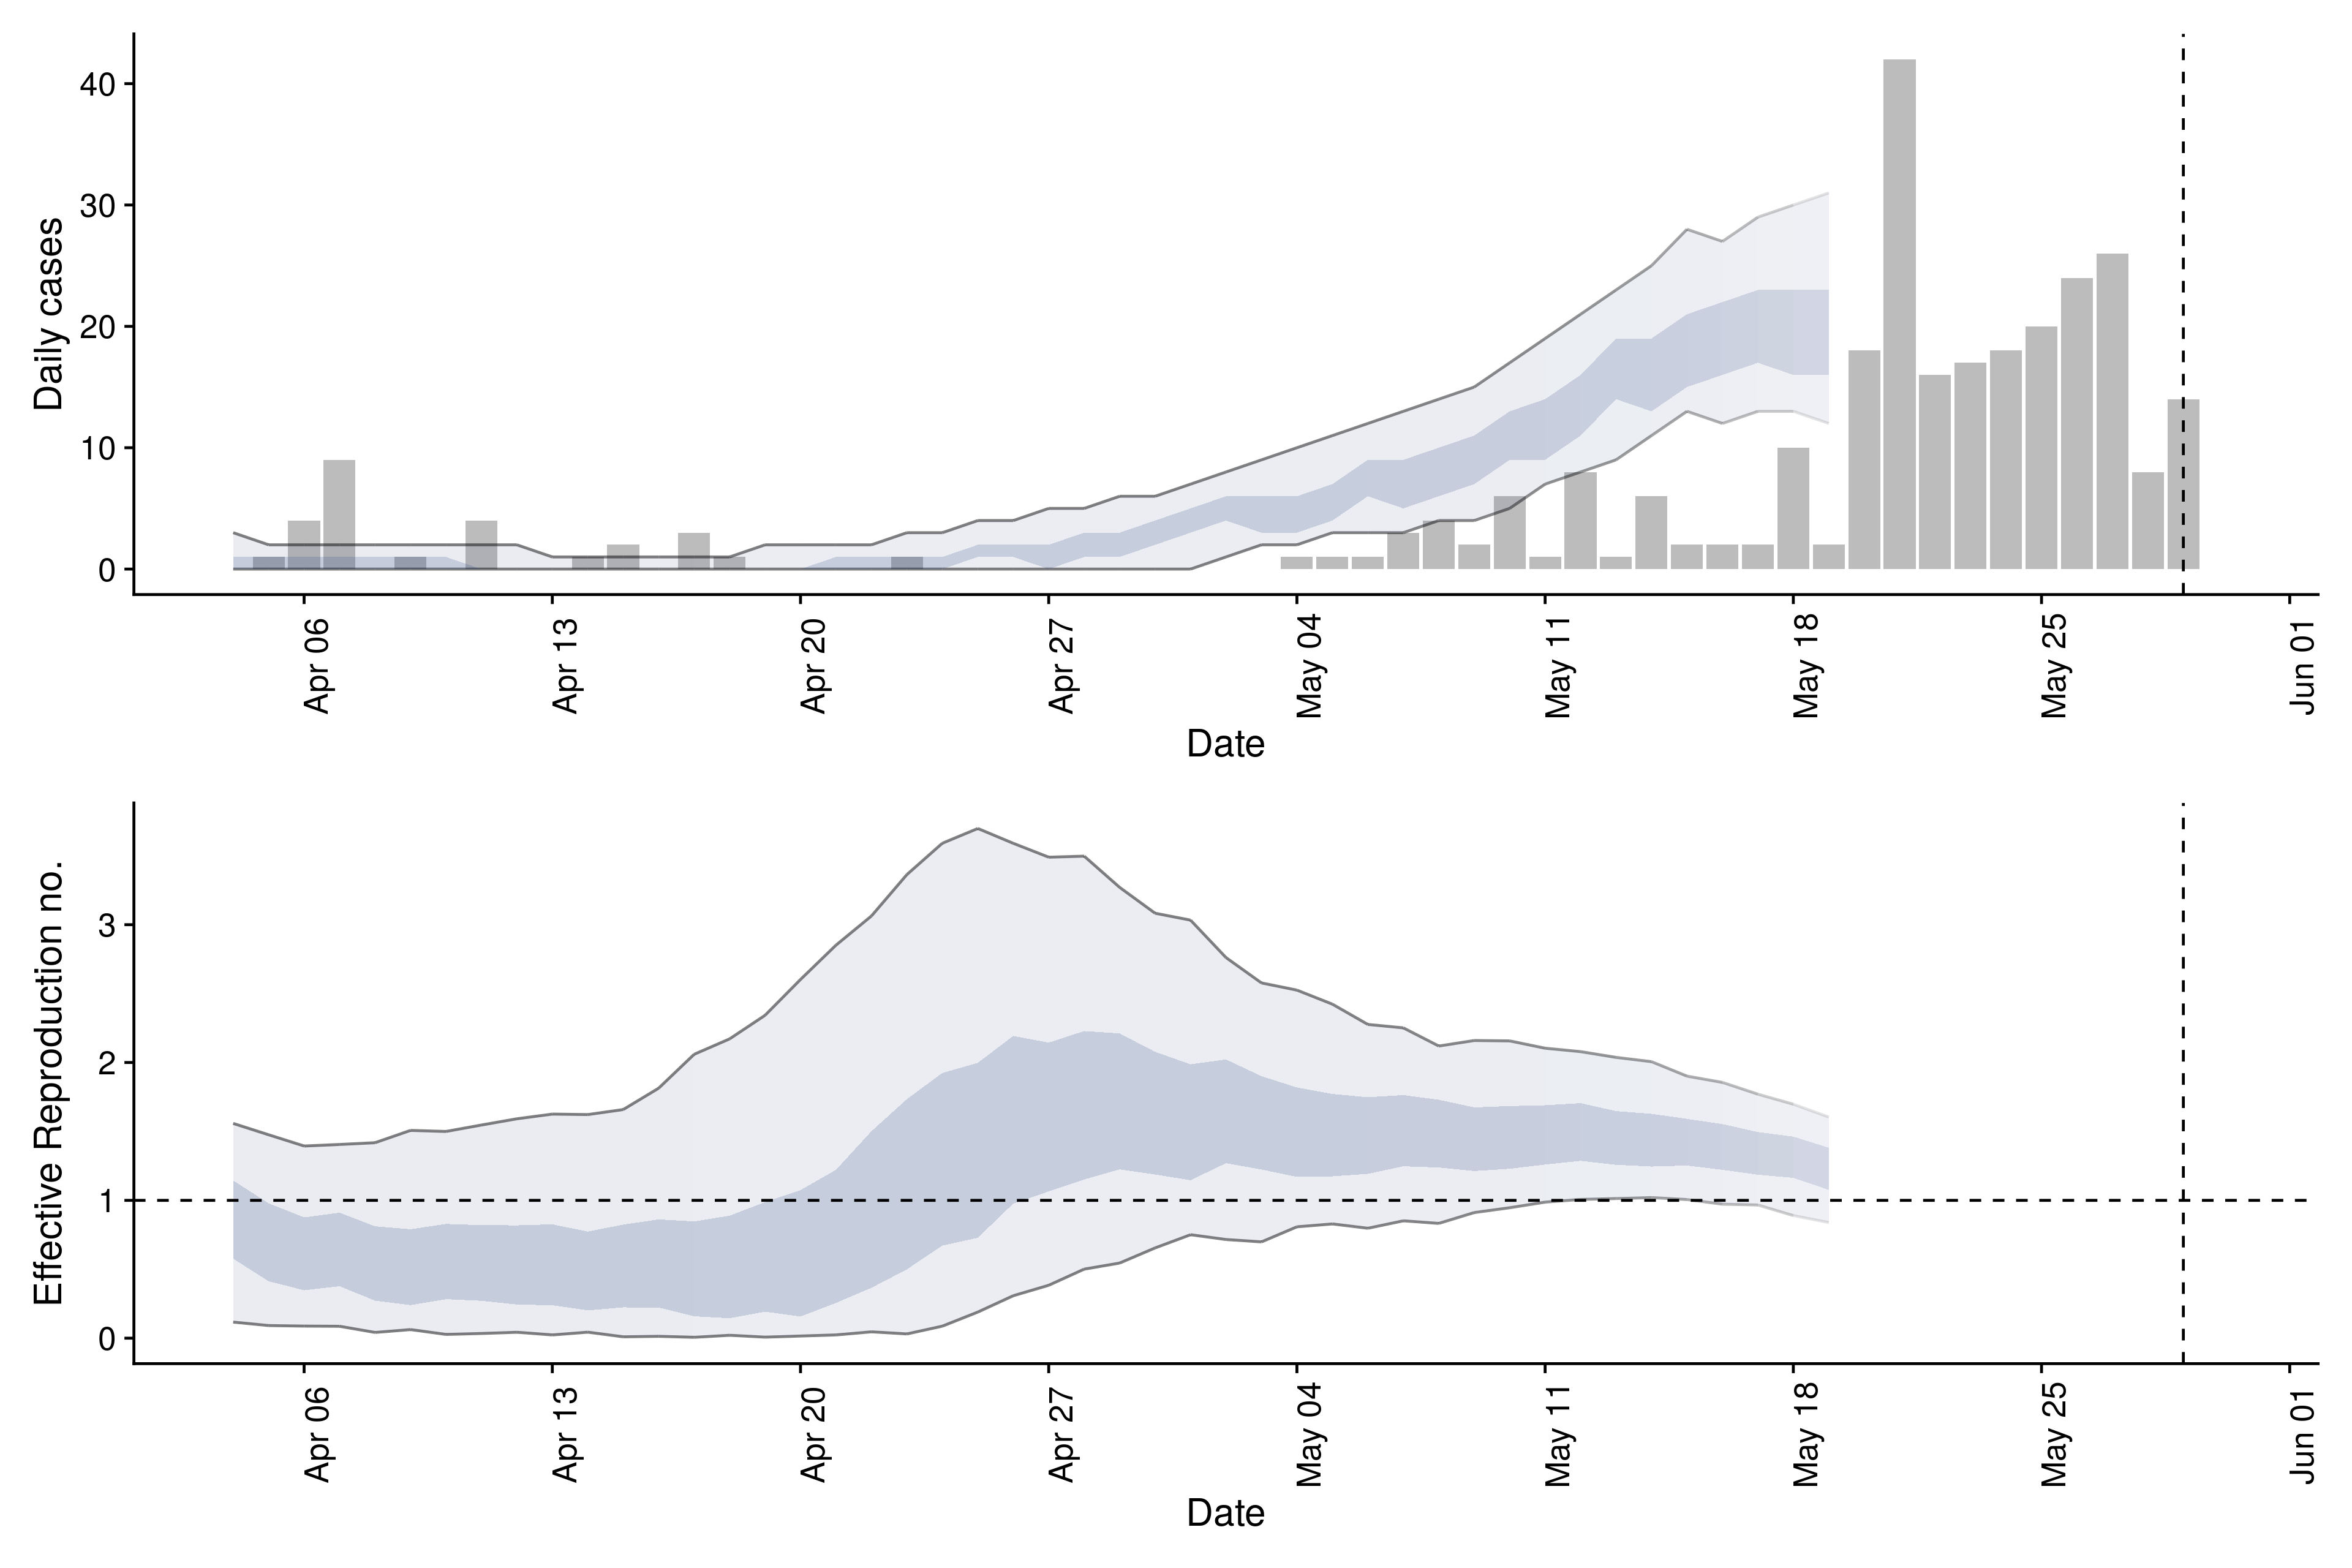 Daily cases
40
30
20
10
0
Apr 06
Apr 13
Apr 20
Apr 27
May 04
May 11
May 18
May 25
Jun 01
Date
Effective Reproduction no.
3
2
1
0
Apr 06
Apr 13
Apr 20
Apr 27
May 04
May 11
May 18
May 25
Jun 01
Date